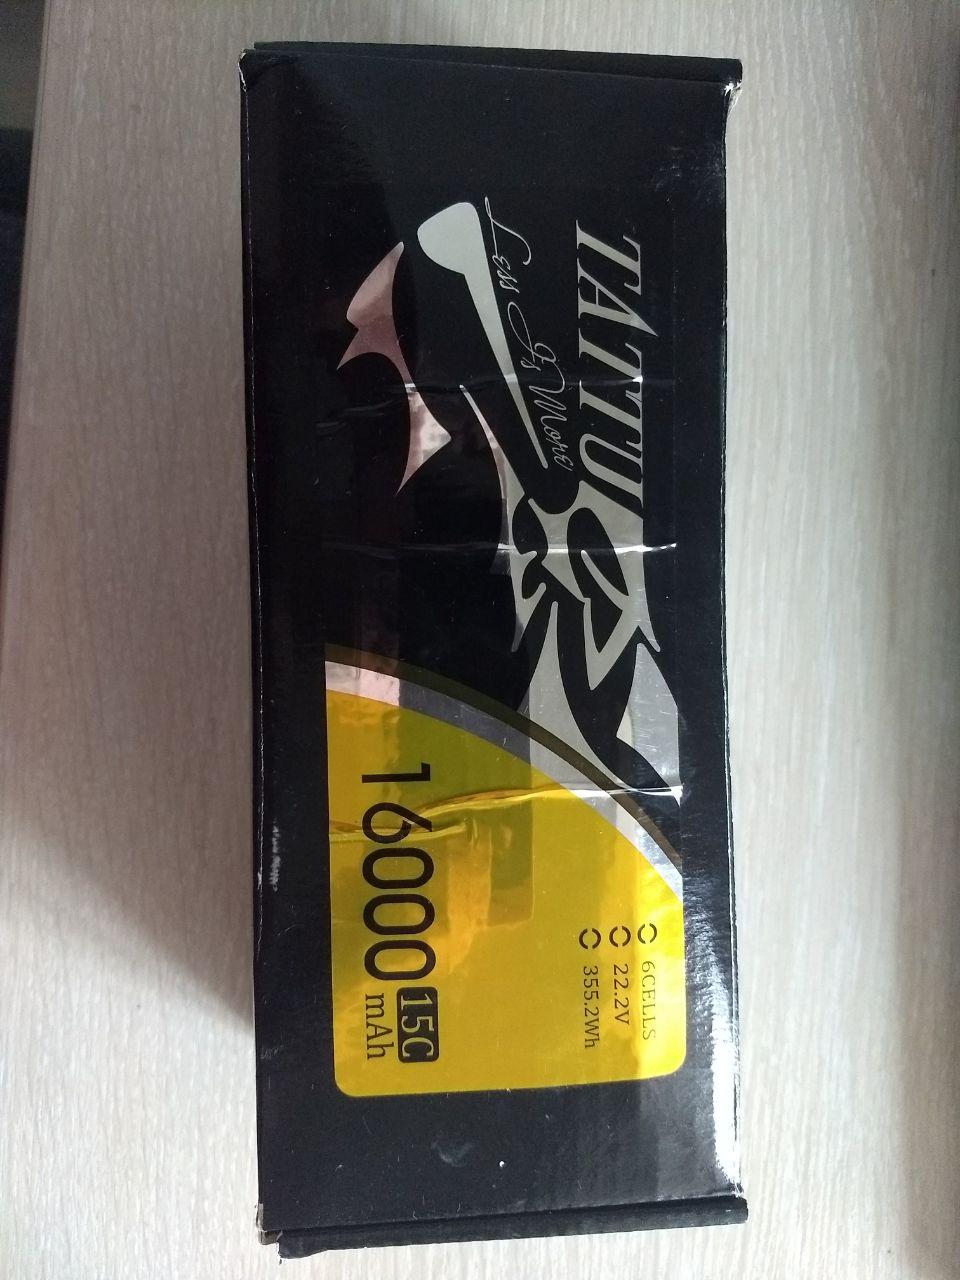 TATTU
Less Is More
6CELLS
22.2V
355.2Wh
16000 15C
mAh